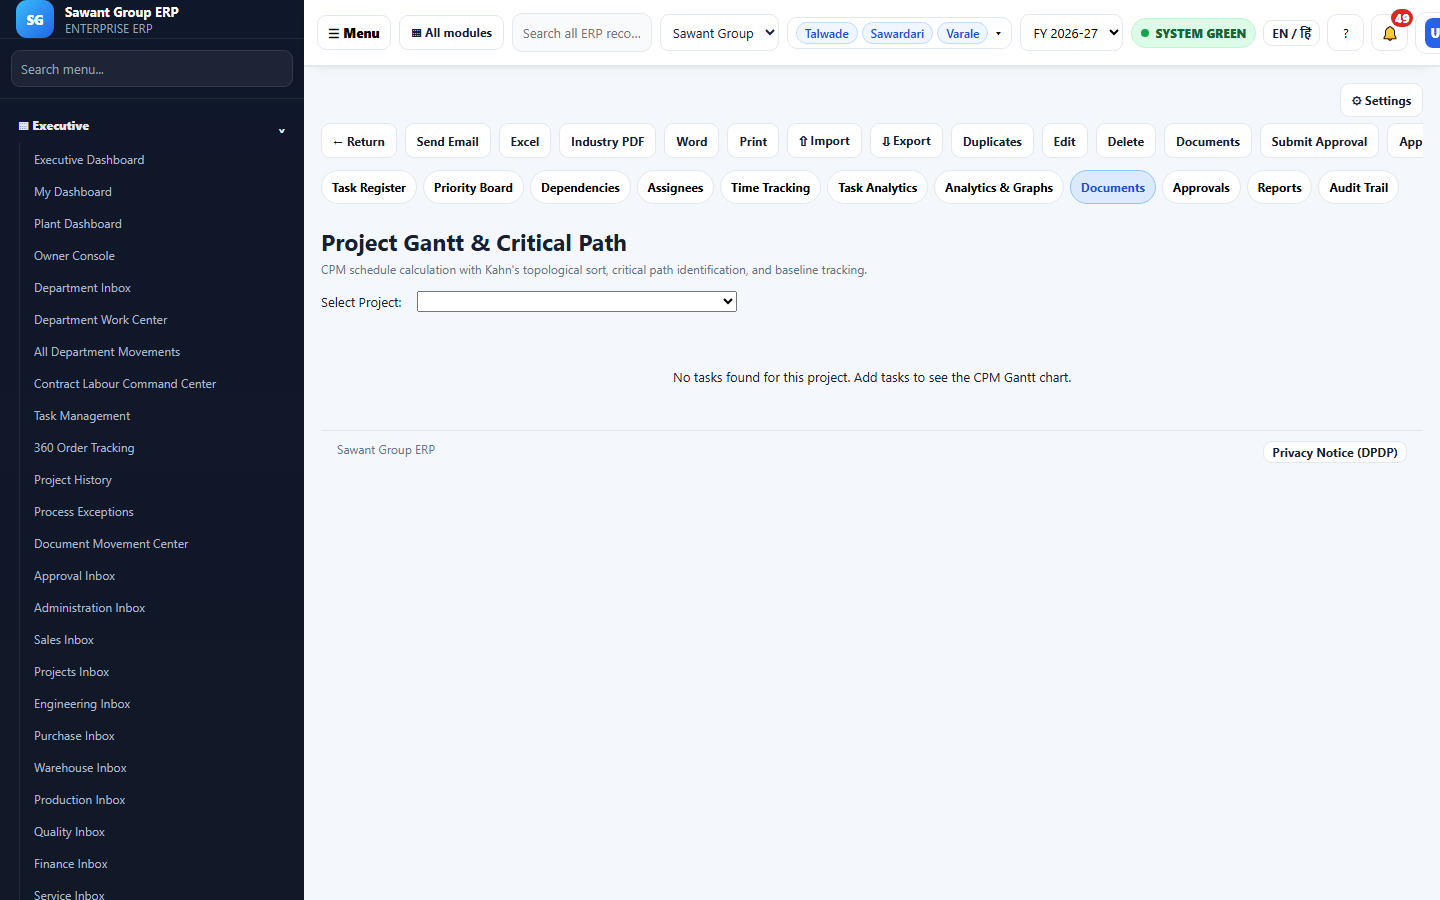 SG
Sawant Group ERP
ENTERPRISE ERP
Search menu...
Executive
Executive Dashboard
My Dashboard
Plant Dashboard
Owner Console
Department Inbox
Department Work Center
All Department Movements
Contract Labour Command Center
Task Management
360 Order Tracking
Project History
Process Exceptions
Document Movement Center
Approval Inbox
Administration Inbox
Sales Inbox
Projects Inbox
Engineering Inbox
Purchase Inbox
Warehouse Inbox
Production Inbox
Quality Inbox
Finance Inbox
Service Inbox
☰ Menu
All modules
Search all ERP reco...
Sawant Group
Talwade Sawardari Varale
FY 2026-27
SYSTEM GREEN
EN / हिं
?
49
U
⚙ Settings
← Return Send Email Excel Industry PDF Word Print ⇧ Import ⇩ Export Duplicates Edit Delete Documents Submit Approval App
Task Register Priority Board Dependencies Assignees Time Tracking Task Analytics Analytics & Graphs Documents Approvals Reports Audit Trail
Project Gantt & Critical Path
CPM schedule calculation with Kahn's topological sort, critical path identification, and baseline tracking.
Select Project:
No tasks found for this project. Add tasks to see the CPM Gantt chart.
Sawant Group ERP
Privacy Notice (DPDP)